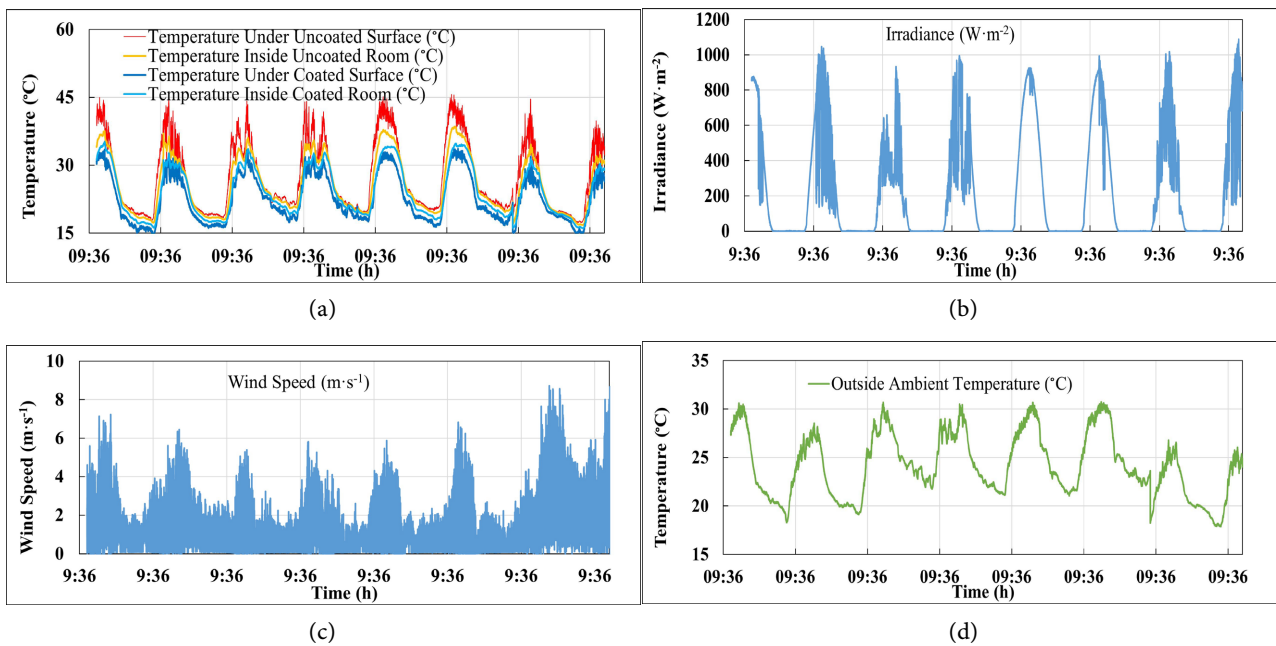 60
45
30
15
Temperature (°C)
Temperature Under Uncoated Surface (°C)
Temperature Inside Uncoated Room (°C)
Temperature Under Coated Surface (°C)
Temperature Inside Coated Room (°C)
09:36 09:36 09:36 09:36 09:36 09:36 09:36 09:36
Time (h)
(a)
1200
1000
800
600
400
200
0
Irradiance (W·m-2)
Irradiance (W·m-2)
9:36 9:36 9:36 9:36 9:36 9:36 9:36 9:36
Time (h)
(b)
10
8
6
4
2
0
Wind Speed (m·s-1)
Wind Speed (m·s-1)
9:36 9:36 9:36 9:36 9:36 9:36 9:36 9:36
Time (h)
(c)
35
30
25
20
15
Temperature (°C)
Outside Ambient Temperature (°C)
09:36 09:36 09:36 09:36 09:36 09:36 09:36 09:36
Time (h)
(d)